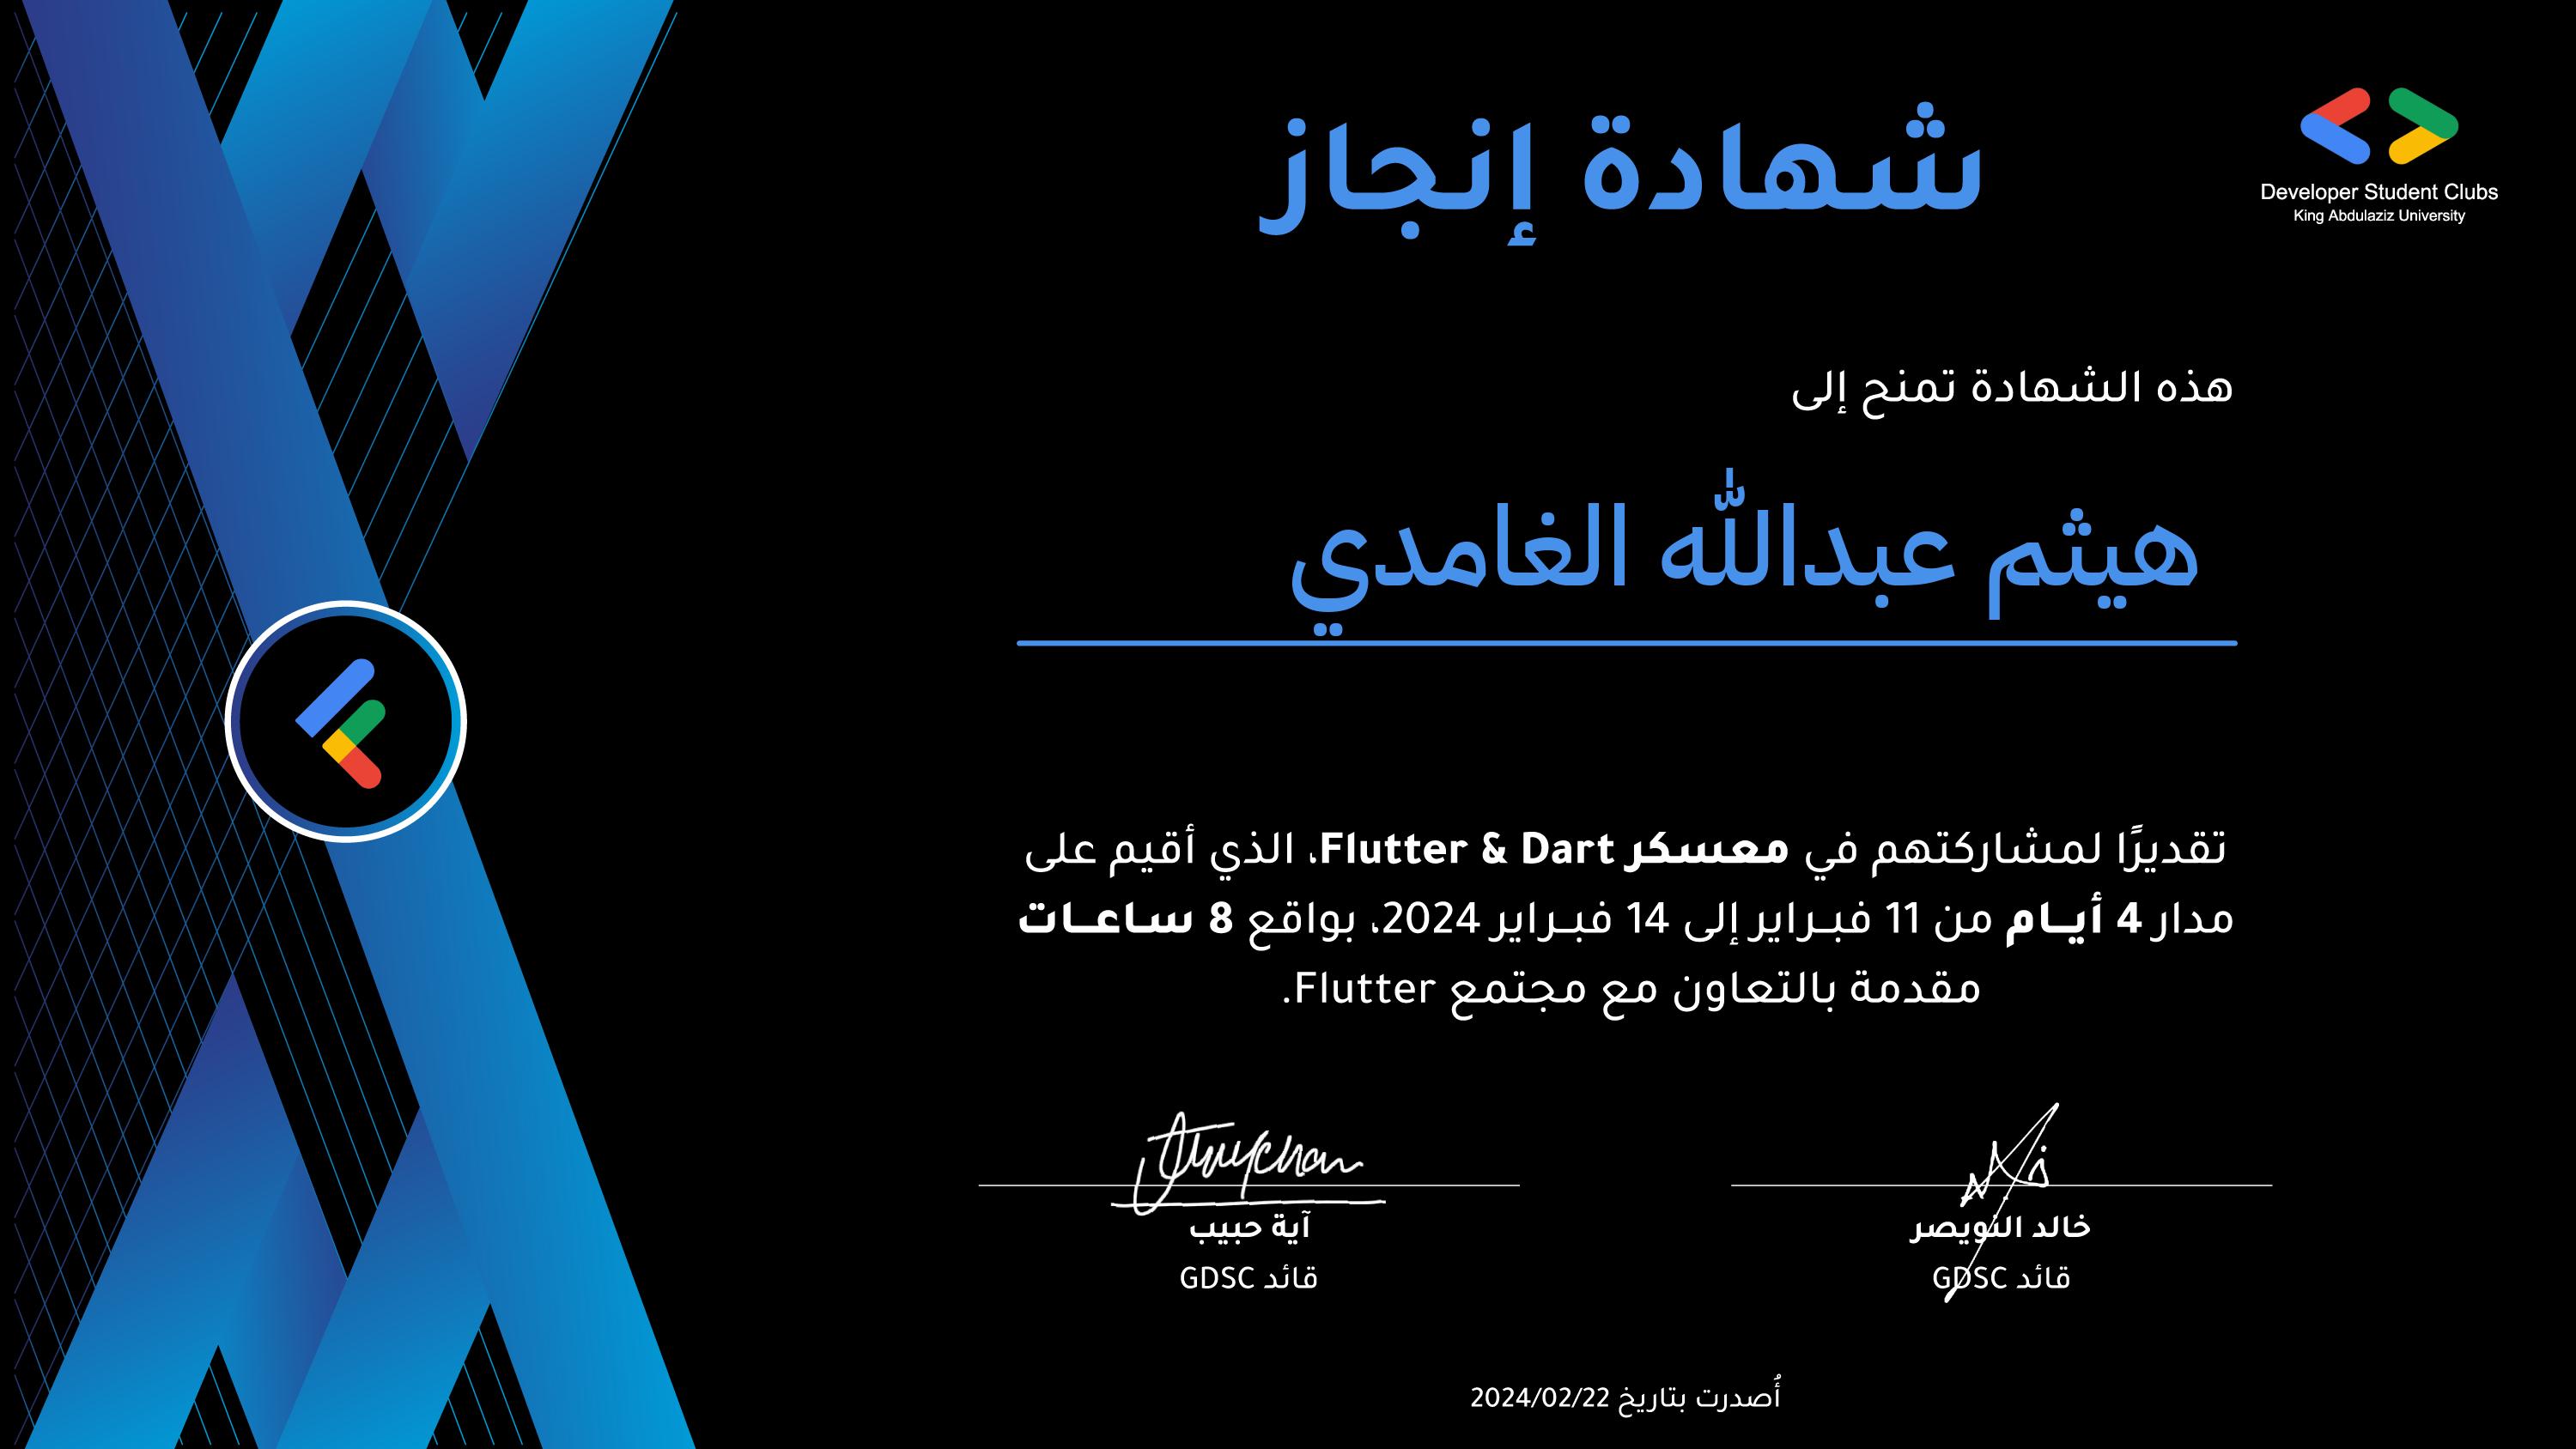 شهادة إنجاز
Developer Student Clubs
King Abdulaziz University
هذه الشهادة تمنح إلى
هيثم عبدالله الغامدي
تقديرًا لمشاركتهم في معسكر Flutter & Dart، الذي أقيم على
مدار 4 أيــام من 11 فبـراير إلى 14 فبـراير 2024، بواقع 8 ســاعــات
مقدمة بالتعاون مع مجتمع Flutter.
خالد النويصر
قائد GDSC
آية حبيب
قائد GDSC
أُصدرت بتاريخ 2024/02/22